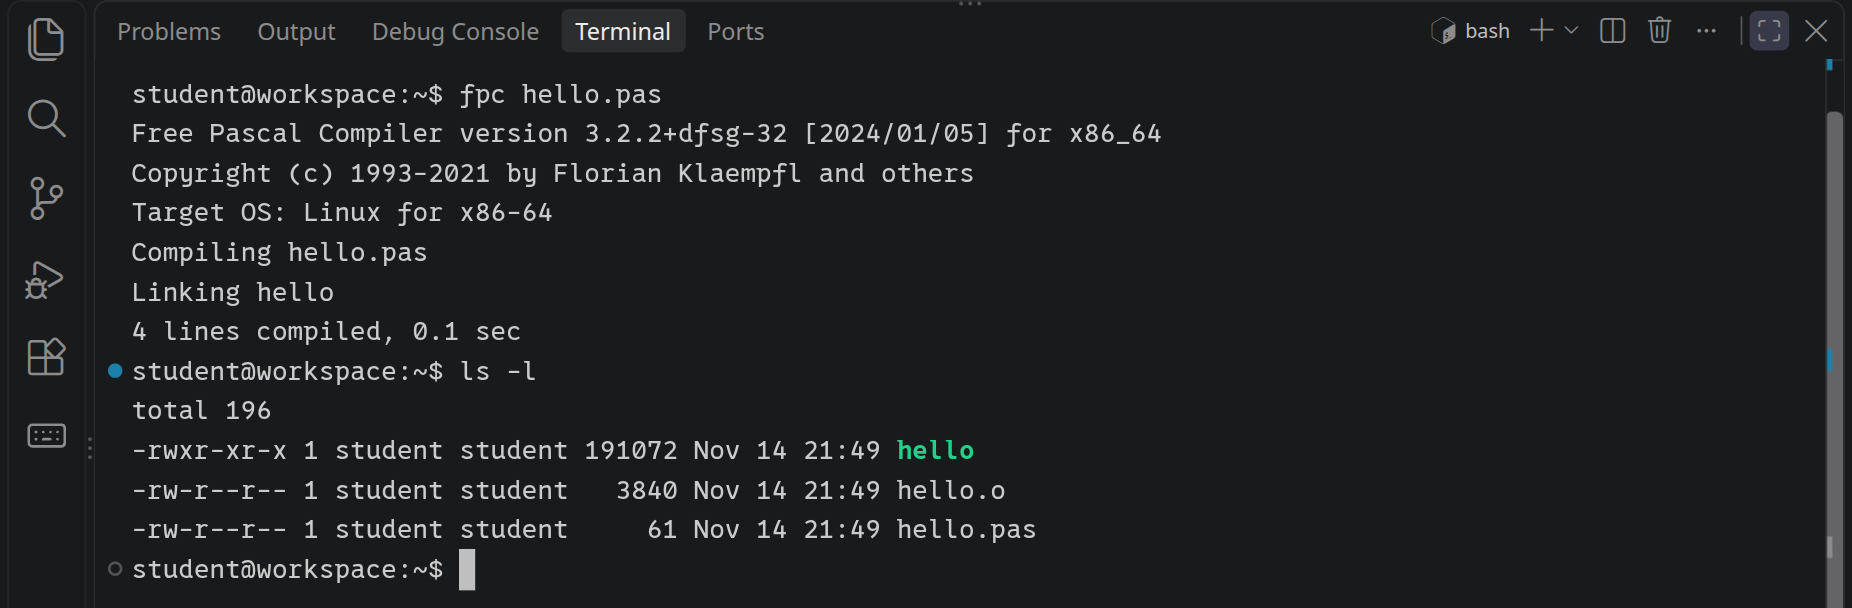 Problems Output Debug Console Terminal Ports bash
student@workspace:~$ fpc hello.pas
Free Pascal Compiler version 3.2.2+dfsg-32 [2024/01/05] for x86_64
Copyright (c) 1993-2021 by Florian Klaempfl and others
Target OS: Linux for x86-64
Compiling hello.pas
Linking hello
4 lines compiled, 0.1 sec
student@workspace:~$ ls -l
total 196
-rwxr-xr-x 1 student student 191072 Nov 14 21:49 hello
-rw-r--r-- 1 student student   3840 Nov 14 21:49 hello.o
-rw-r--r-- 1 student student     61 Nov 14 21:49 hello.pas
student@workspace:~$